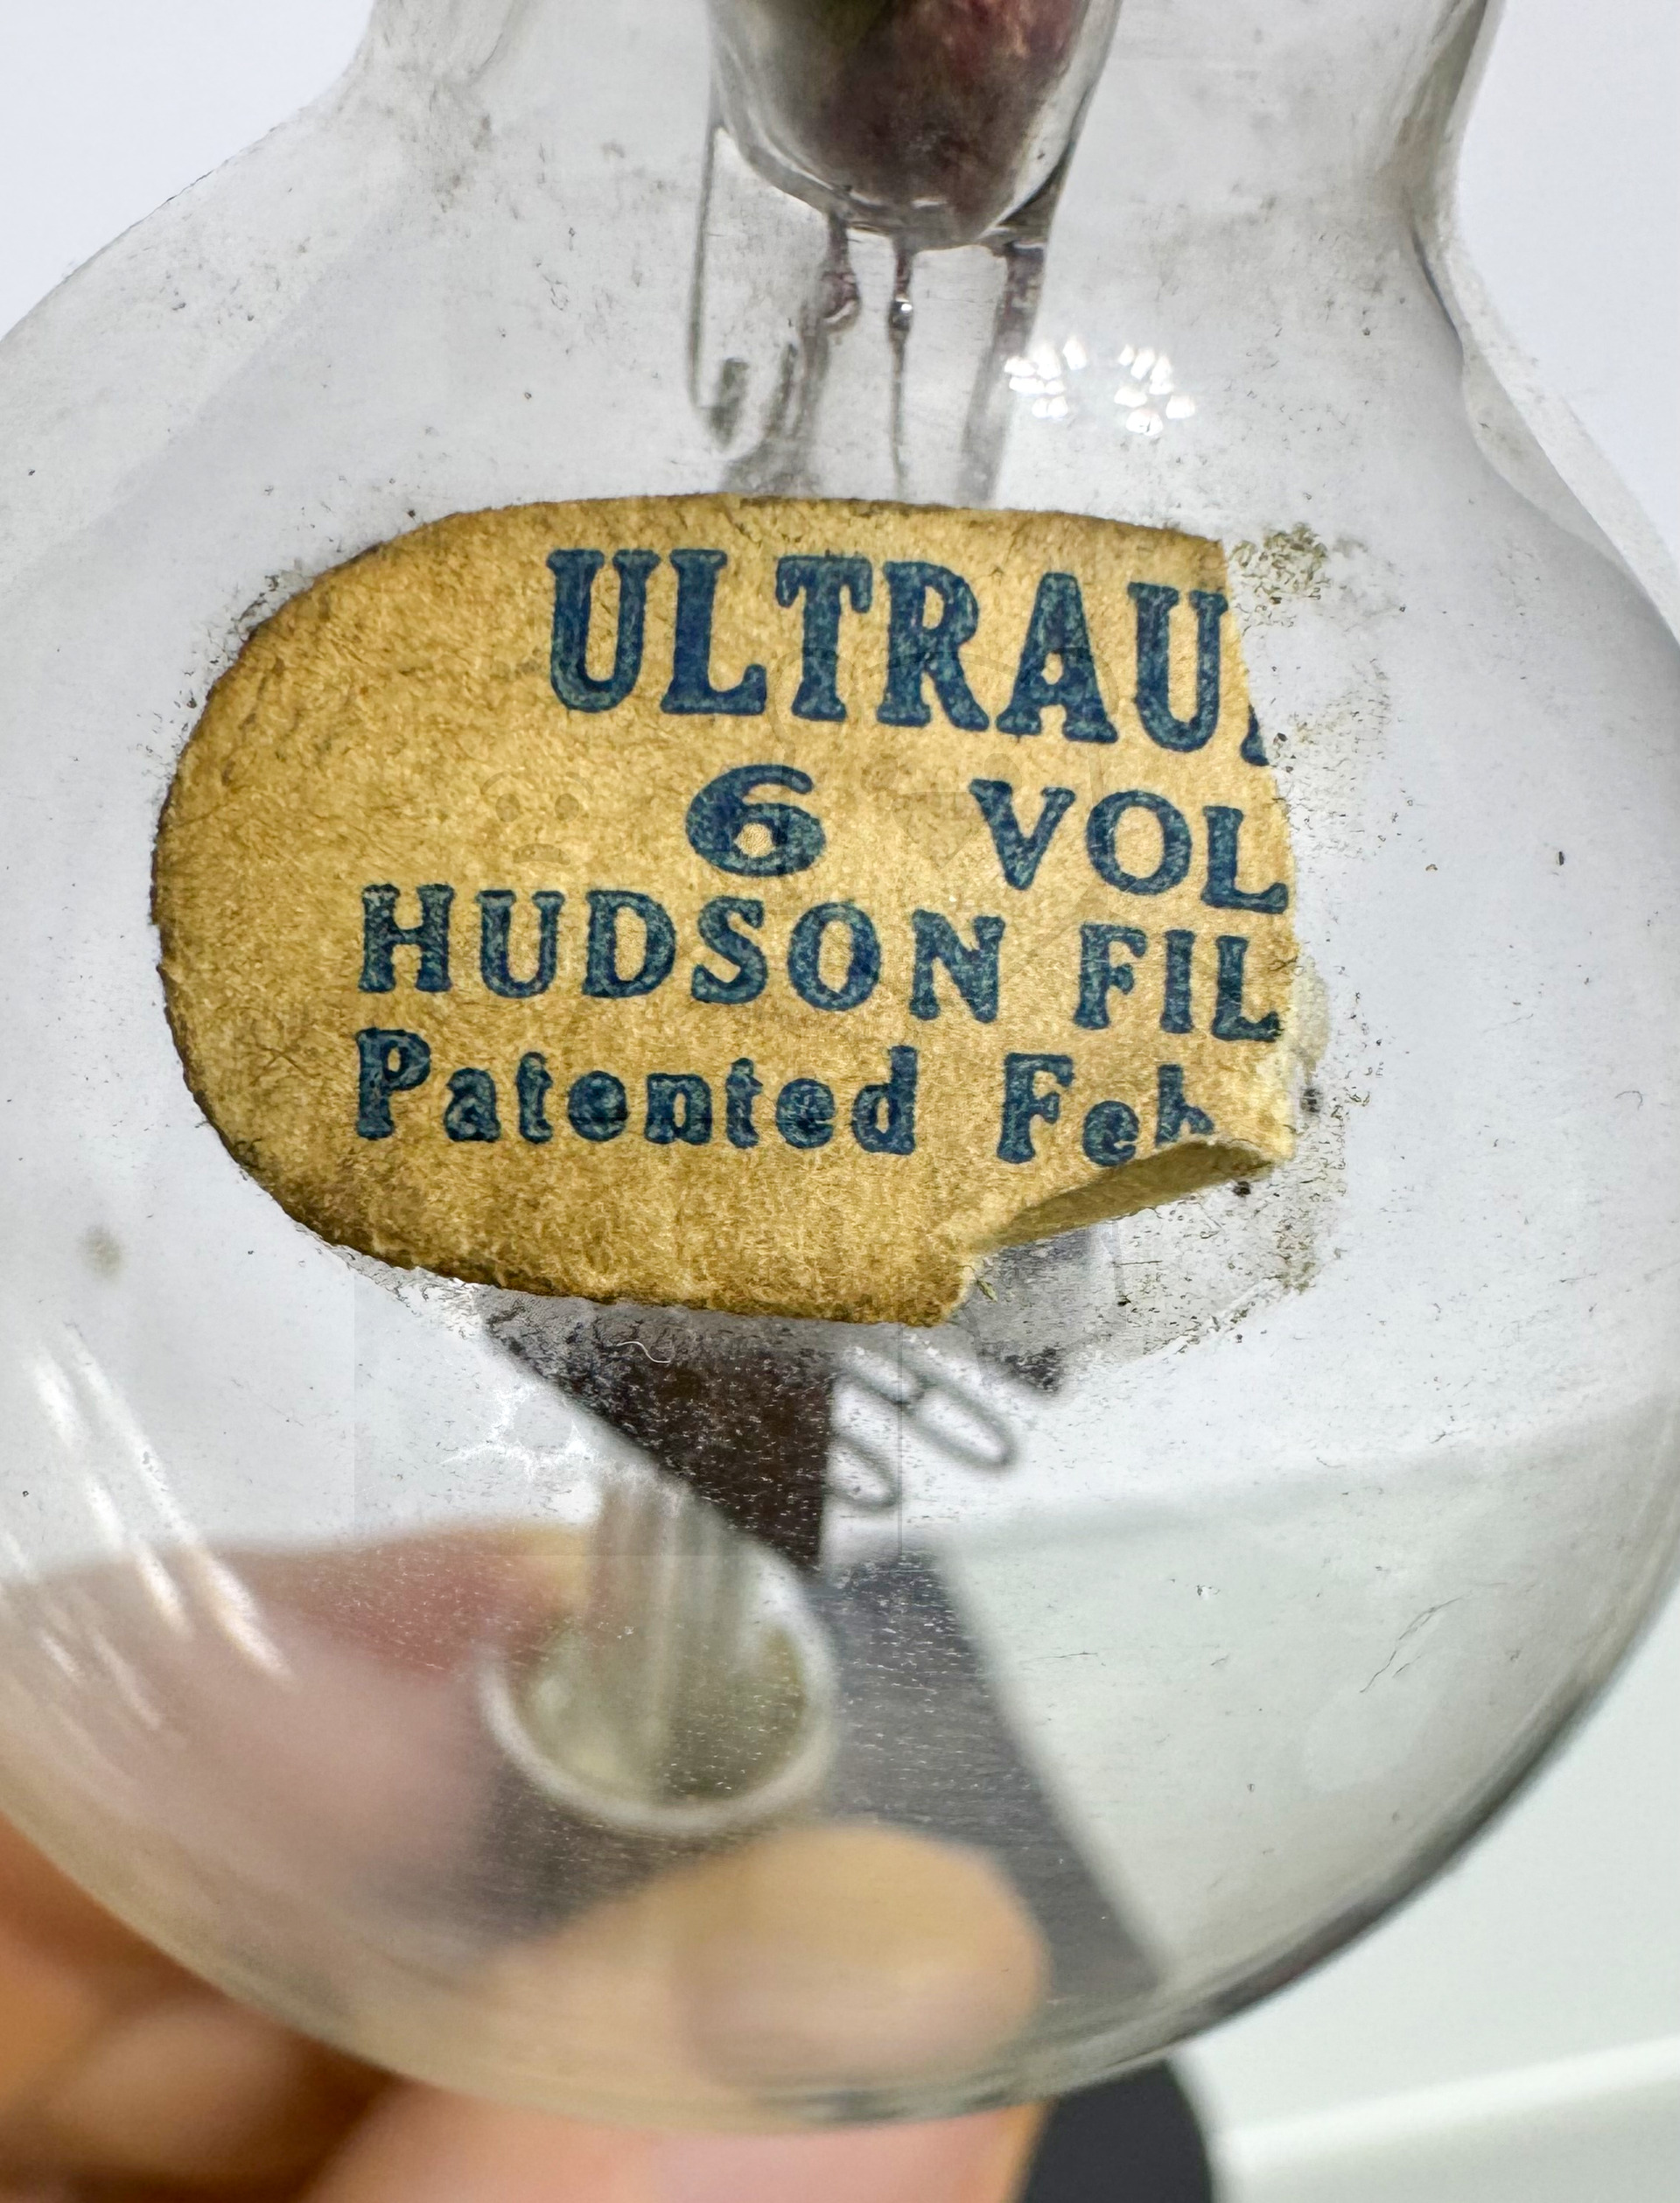 ULTRAU
6 VOL
HUDSON FIL
Patented Feb